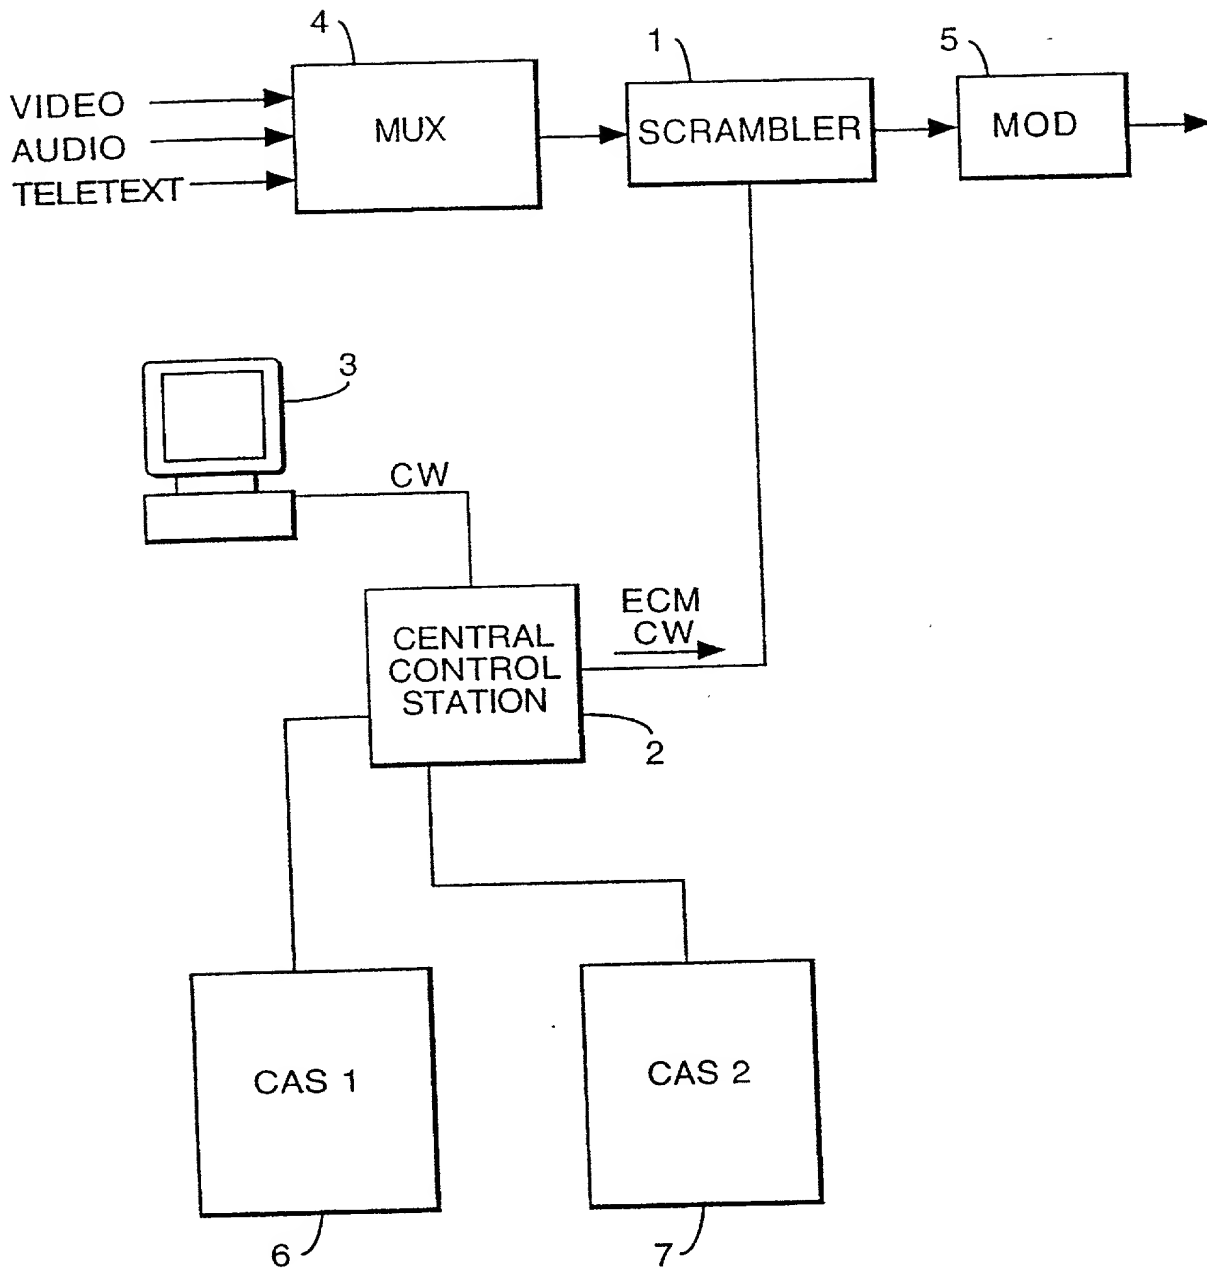 4
1
5
VIDEO
AUDIO
TELETEXT
MUX
SCRAMBLER
MOD
3
CW
CENTRAL
CONTROL
STATION
ECM
CW
2
CAS 1
CAS 2
6
7